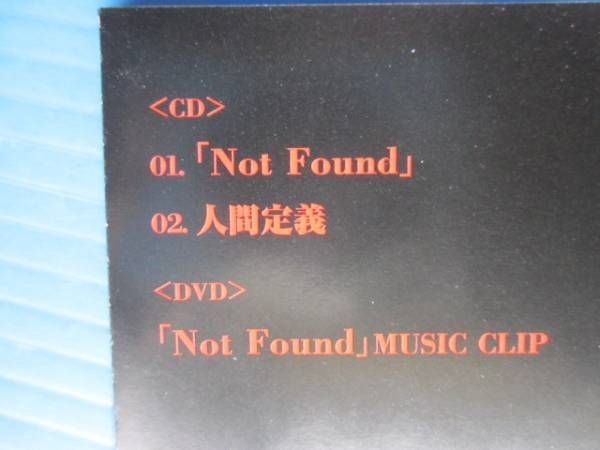 <CD>
01.「Not Found」
02. 人間定義
<DVD>
「Not Found」MUSIC CLIP